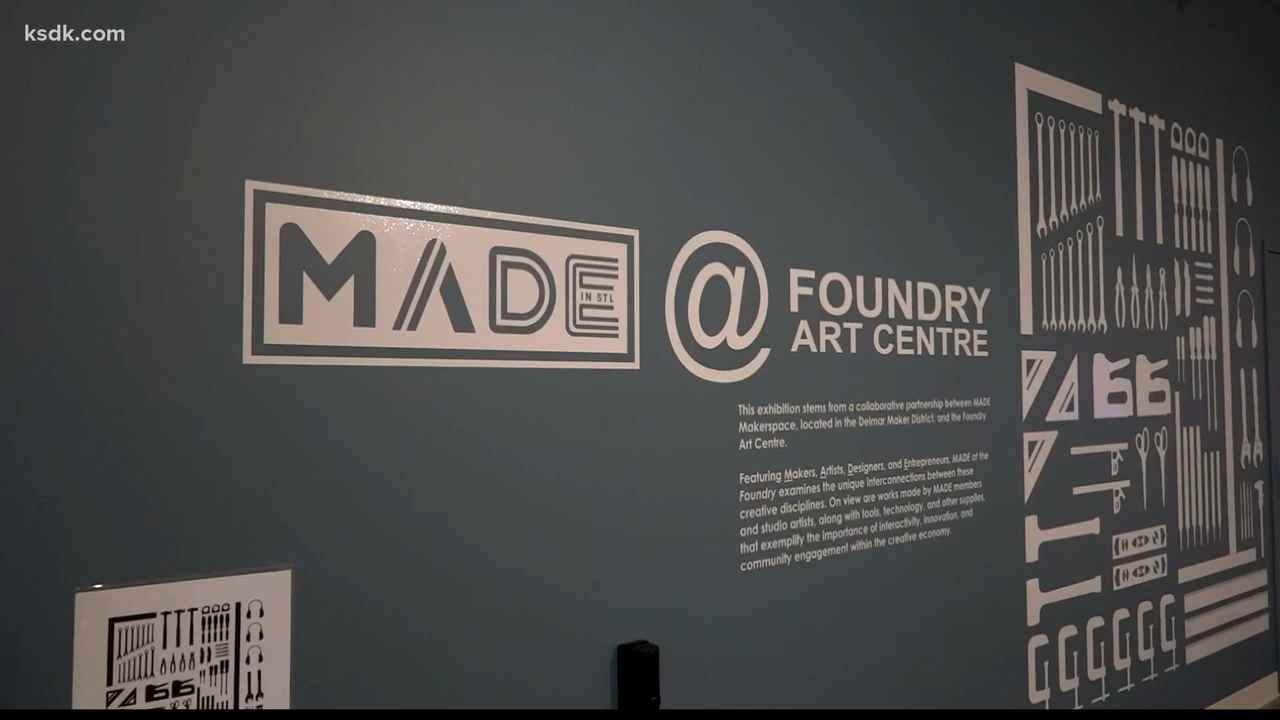 ksdk.com
MADE
IN STL
@ FOUNDRY
ART CENTRE
This exhibition stems from a collaborative partnership between MADE
Makerspace, located in the Delmar Maker District, and the Foundry
Art Centre.
Featuring Makers, Artists, Designers, and Entrepreneurs, MADE at the
Foundry examines the unique interconnections between these
creative disciplines. On view are works made by MADE members
and studio artists, along with tools, technology, and other supplies,
that exemplify the importance of interactivity, innovation, and
community engagement within the creative economy.